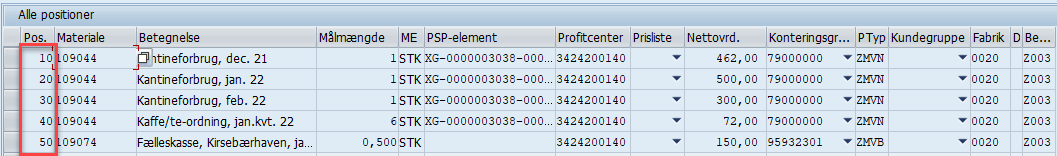 Alle positioner
Pos. Materiale Betegnelse Målmængde ME PSP-element Profitcenter Prisliste Nettovrd. Konteringsgr... PTyp Kundegruppe Fabrik D Be...
10 109044 ntineforbrug, dec. 21 1 STK XG-0000003038-000... 3424200140 462,00 79000000 ZMVN 0020 Z003
20 109044 Kantineforbrug, jan. 22 1 STK XG-0000003038-000... 3424200140 500,00 79000000 ZMVN 0020 Z003
30 109044 Kantineforbrug, feb. 22 1 STK XG-0000003038-000... 3424200140 300,00 79000000 ZMVN 0020 Z003
40 109044 Kaffe/te-ordning, jan.kvt. 22 6 STK XG-0000003038-000... 3424200140 72,00 79000000 ZMVN 0020 Z003
50 109074 Fælleskasse, Kirsebærhaven, ja... 0,500 STK 3424200140 150,00 95932301 ZMVB 0020 Z003